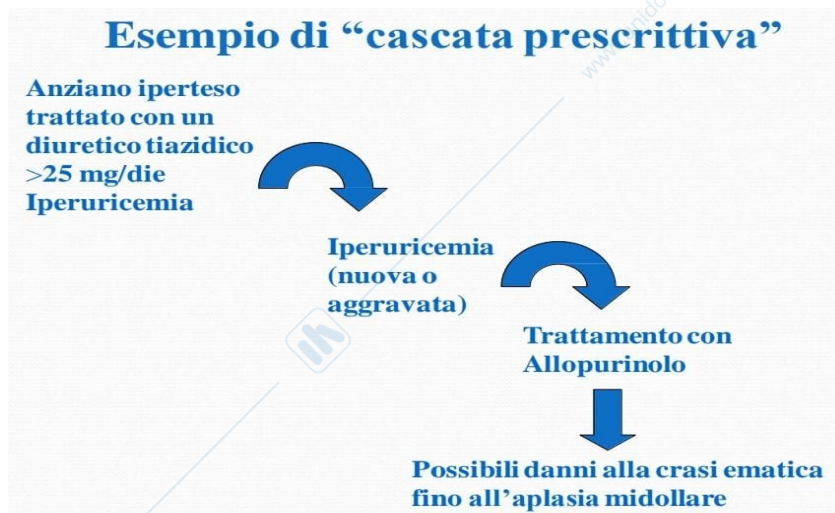 Esempio di “cascata prescrittiva”
Anziano iperteso
trattato con un
diuretico tiazidico
>25 mg/die
Iperuricemia
Iperuricemia
(nuova o
aggravata)
Trattamento con
Allopurinolo
Possibili danni alla crasi ematica
fino all’aplasia midollare